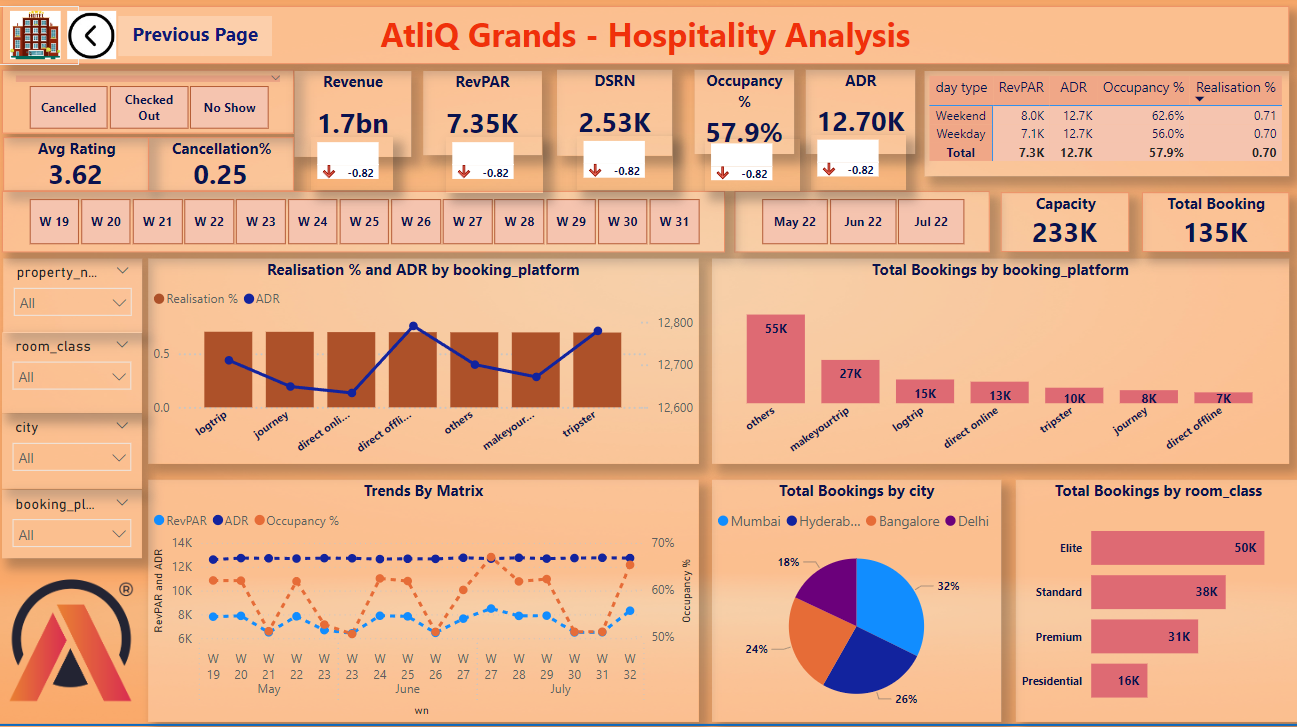 HOTEL
Previous Page
AtliQ Grands - Hospitality Analysis
Cancelled
Checked
Out
No Show
Avg Rating
3.62
Cancellation%
0.25
Revenue
1.7bn
-0.82
RevPAR
7.35K
-0.82
DSRN
2.53K
-0.82
Occupancy
%
57.9%
-0.82
ADR
12.70K
-0.82
day type RevPAR ADR Occupancy % Realisation %
Weekend 8.0K 12.7K 62.6% 0.71
Weekday 7.1K 12.7K 56.0% 0.70
Total 7.3K 12.7K 57.9% 0.70
W 19 W 20 W 21 W 22 W 23 W 24 W 25 W 26 W 27 W 28 W 29 W 30 W 31
May 22 Jun 22 Jul 22
Capacity
233K
Total Booking
135K
property_n...
All
room_class
All
city
All
booking_pl...
All
®
Realisation % and ADR by booking_platform
Realisation % ADR
0.5
0.0
12,800
12,700
12,600
logtrip
journey
direct onli...
direct offli...
others
makeyour...
tripster
Total Bookings by booking_platform
55K
27K
15K
13K
10K
8K
7K
others
makeyourtrip
logtrip
direct online
tripster
journey
direct offline
Trends By Matrix
RevPAR ADR Occupancy %
RevPAR and ADR
14K
12K
10K
8K
6K
70%
60%
50%
Occupancy %
W W W W W W W W W W W W W W W W
19 20 21 22 23 23 24 25 26 27 27 28 29 30 31 32
May June July
wn
Total Bookings by city
Mumbai Hyderab... Bangalore Delhi
18%
32%
24%
26%
Total Bookings by room_class
Elite 50K
Standard 38K
Premium 31K
Presidential 16K